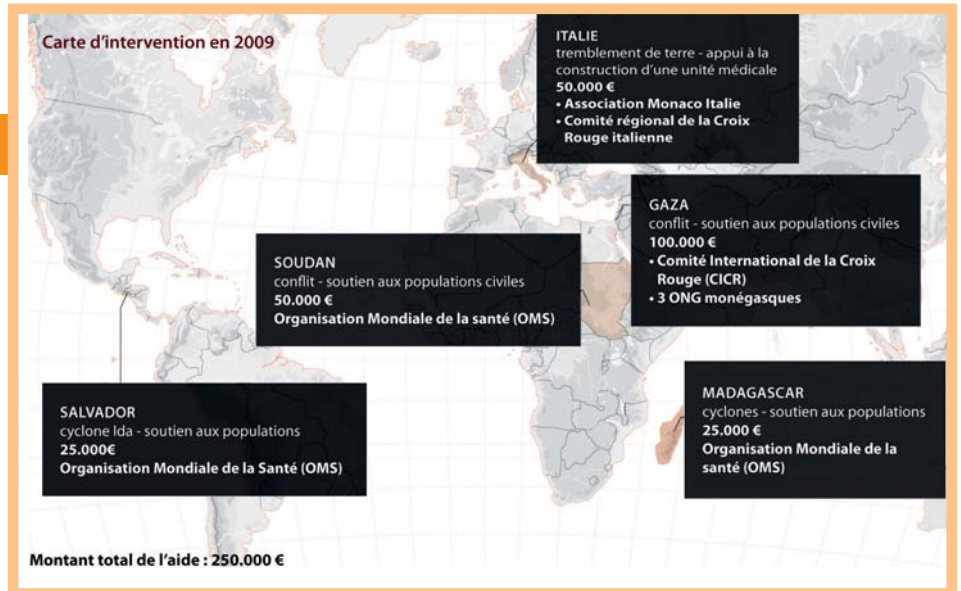 Carte d'intervention en 2009
ITALIE
tremblement de terre - appui à la
construction d'une unité médicale
50.000 €
• Association Monaco Italie
• Comité régional de la Croix
Rouge italienne
GAZA
conflit - soutien aux populations civiles
100.000 €
• Comité International de la Croix
Rouge (CICR)
• 3 ONG monégasques
SOUDAN
conflit - soutien aux populations civiles
50.000 €
Organisation Mondiale de la santé (OMS)
SALVADOR
cyclone Ida - soutien aux populations
25.000€
Organisation Mondiale de la Santé (OMS)
MADAGASCAR
cyclones - soutien aux populations
25.000 €
Organisation Mondiale de la
santé (OMS)
Montant total de l'aide : 250.000 €